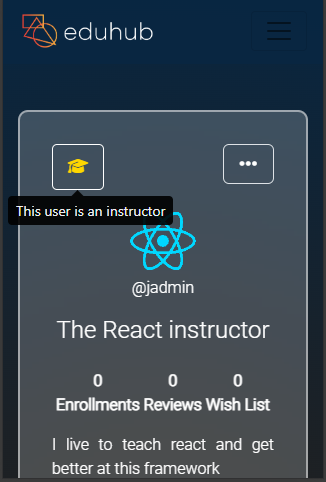 eduhub
This user is an instructor
@jadmin
The React instructor
0 0 0
Enrollments Reviews Wish List
I live to teach react and get
better at this framework